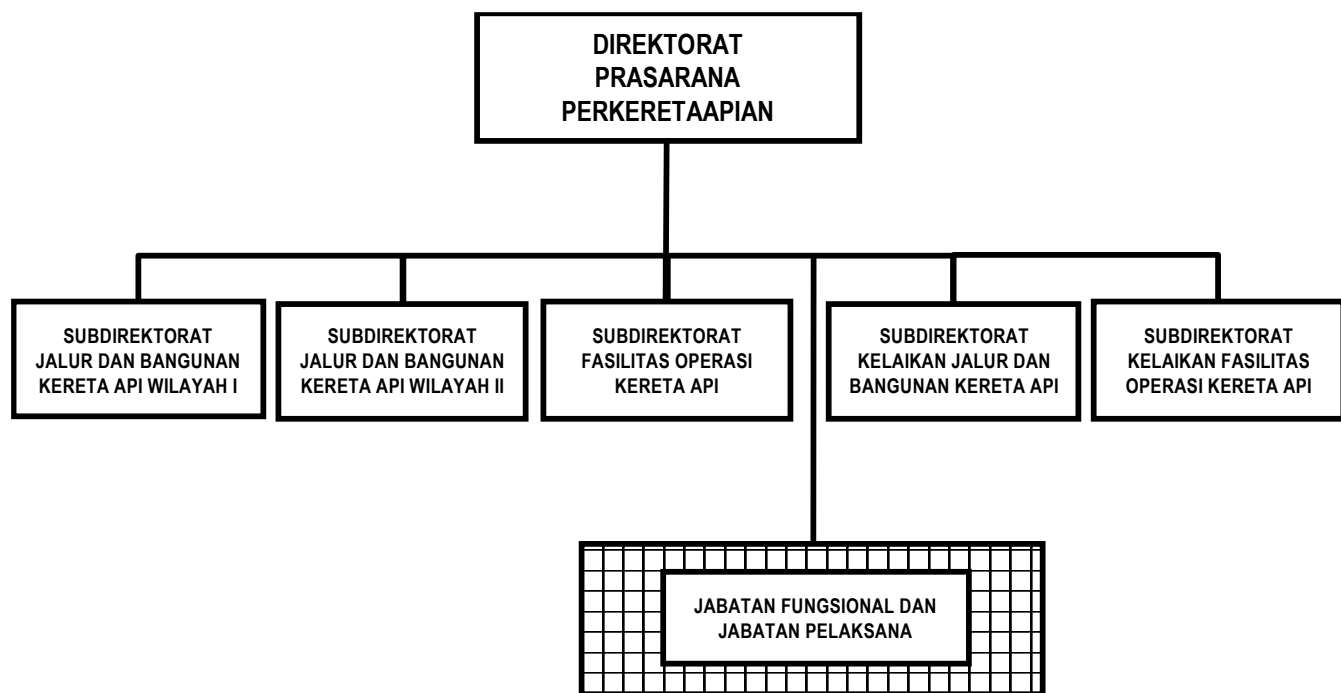 DIREKTORAT
PRASARANA
PERKERETAAPIAN
SUBDIREKTORAT
JALUR DAN BANGUNAN
KERETA API WILAYAH I
SUBDIREKTORAT
JALUR DAN BANGUNAN
KERETA API WILAYAH II
SUBDIREKTORAT
FASILITAS OPERASI
KERETA API
SUBDIREKTORAT
KELAIKAN JALUR DAN
BANGUNAN KERETA API
SUBDIREKTORAT
KELAIKAN FASILITAS
OPERASI KERETA API
JABATAN FUNGSIONAL DAN
JABATAN PELAKSANA